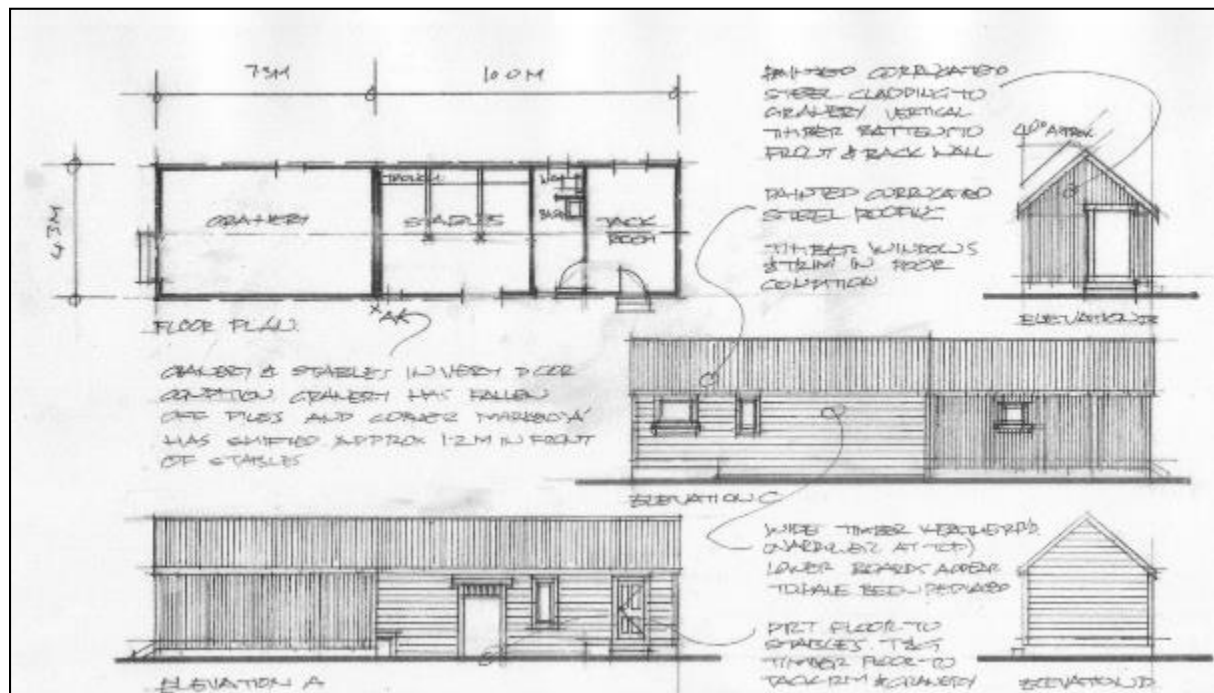 7.3M
10.0M
4.3M
GRANERY
TROUGH
STABLES
TACK
ROOM
FLOOR PLAN.
GRANERY & STABLES IN VERY POOR
CONDITION GRANERY HAS FALLEN
OFF PILES AND CORNER MARKED 'A'
HAS SHIFTED APPROX 1.2M IN FRONT
OF STABLES
PAINTED CORRUGATED
STEEL CLADDING TO
GRANERY VERTICAL
TIMBER BATTENS TO
FRONT & BACK WALL
PAINTED CORRUGATED
STEEL ROOFING
TIMBER WINDOWS
& TRIM IN POOR
CONDITION
APPROX
ELEVATION B
ELEVATION C
WIDE TIMBER WEATHERB'D.
(NARROWER AT TOP)
LOWER BOARDS APPEAR
TO HAVE BEEN REPLACED
DIRT FLOOR TO
STABLES. T&G
TIMBER FLOOR TO
TACK RM & GRANERY
ELEVATION A
ELEVATION D